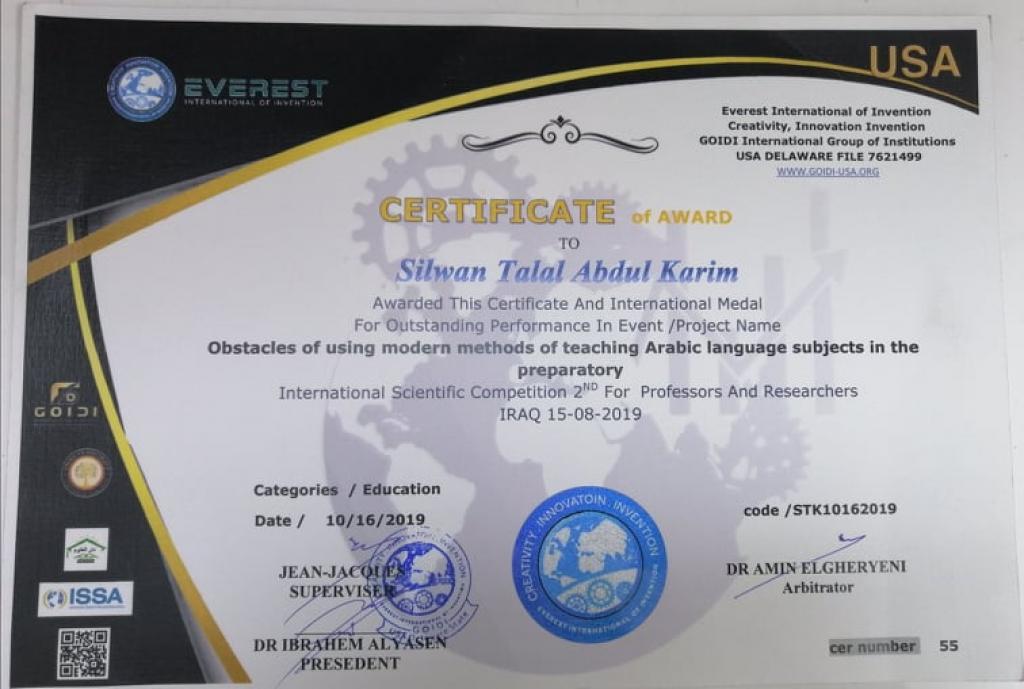 USA
EVEREST
INTERNATIONAL OF INVENTION
Everest International of Invention
Creativity, Innovation Invention
GOIDI International Group of Institutions
USA DELAWARE FILE 7621499
WWW.GOIDI-USA.ORG
CERTIFICATE of AWARD
TO
Silwan Talal Abdul Karim
Awarded This Certificate And International Medal
For Outstanding Performance In Event /Project Name
Obstacles of using modern methods of teaching Arabic language subjects in the
preparatory
International Scientific Competition 2ND For Professors And Researchers
IRAQ 15-08-2019
GOIDI
Categories / Education
Date / 10/16/2019
code /STK10162019
CREATIVITY. INNOVATOIN. INVENTION
EVEREST INTERNATIONAL OF INVENTION
JEAN-JACQUES
SUPERVISER
GOIDI
DR AMIN ELGHERYENI
Arbitrator
ISSA
DR IBRAHEM ALYASEN
PRESEDENT
cer number 55